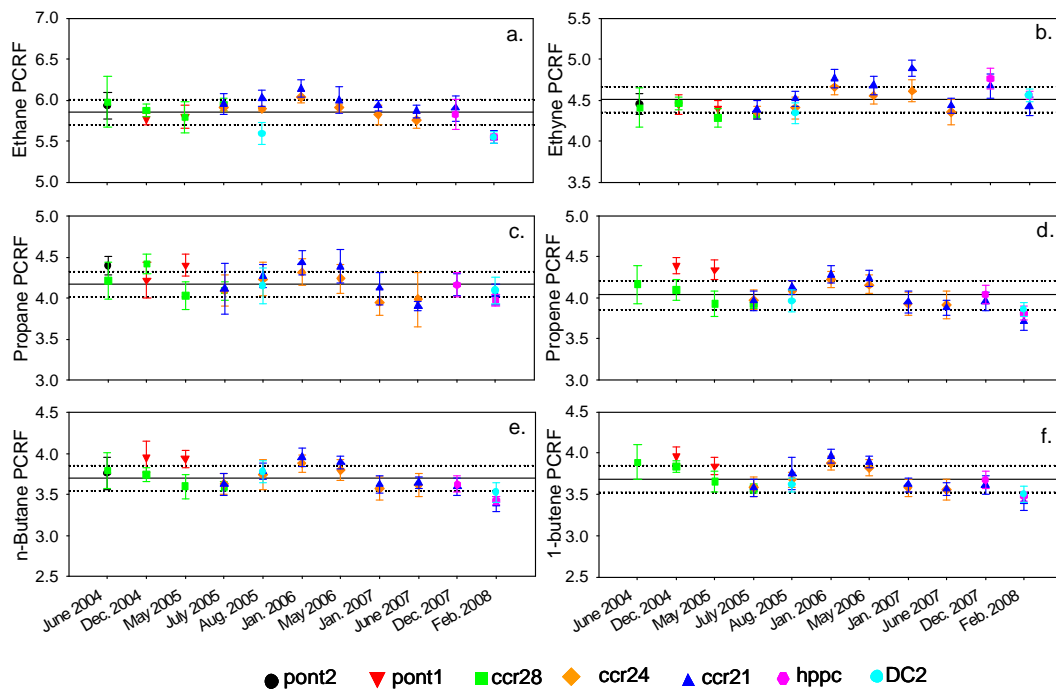 a.
Ethane PCRF
7.0
6.5
6.0
5.5
5.0
b.
Ethyne PCRF
5.5
5.0
4.5
4.0
3.5
c.
Propane PCRF
5.0
4.5
4.0
3.5
3.0
d.
Propene PCRF
5.0
4.5
4.0
3.5
3.0
e.
n-Butane PCRF
4.5
4.0
3.5
3.0
2.5
June 2004
Dec. 2004
May 2005
July 2005
Aug. 2005
Jan. 2006
May 2006
Jan. 2007
June 2007
Dec. 2007
Feb. 2008
f.
1-butene PCRF
4.5
4.0
3.5
3.0
2.5
June 2004
Dec. 2004
May 2005
July 2005
Aug. 2005
Jan. 2006
May 2006
Jan. 2007
June 2007
Dec. 2007
Feb. 2008
pont2 pont1 ccr28 ccr24 ccr21 hppc DC2